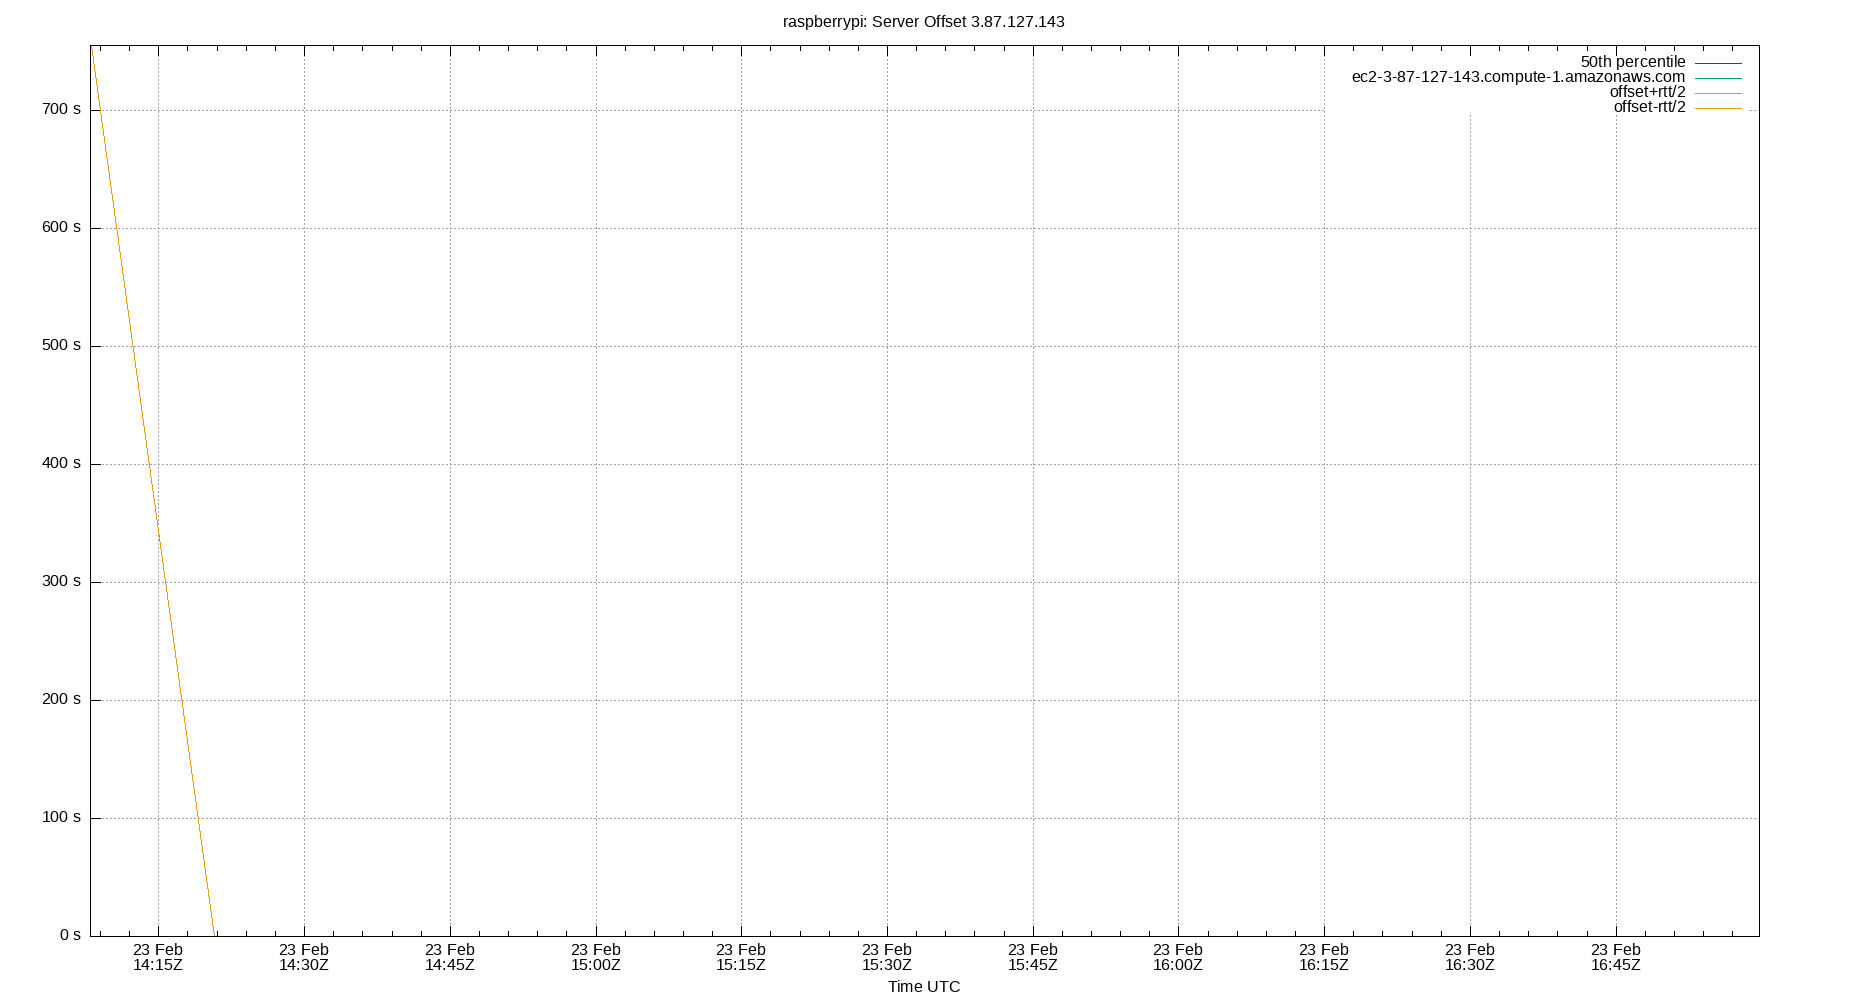 raspberrypi: Server Offset 3.87.127.143
50th percentile
ec2-3-87-127-143.compute-1.amazonaws.com
offset+rtt/2
offset-rtt/2
700 s
600 s
500 s
400 s
300 s
200 s
100 s
0 s
23 Feb 23 Feb 23 Feb 23 Feb 23 Feb 23 Feb 23 Feb 23 Feb 23 Feb 23 Feb 23 Feb
14:15Z 14:30Z 14:45Z 15:00Z 15:15Z 15:30Z 15:45Z 16:00Z 16:15Z 16:30Z 16:45Z
Time UTC